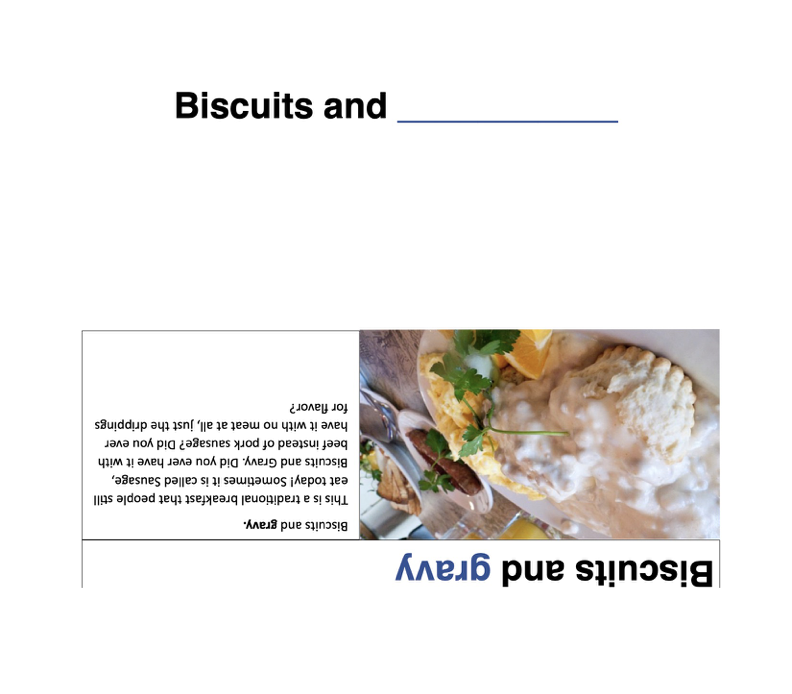 Biscuits and ___________
Biscuits and gravy
Biscuits and gravy.
This is a traditional breakfast that people still
eat today! Sometimes it is called Sausage,
Biscuits and Gravy. Did you ever have it with
beef instead of pork sausage? Did you ever
have it with no meat at all, just the drippings
for flavor?